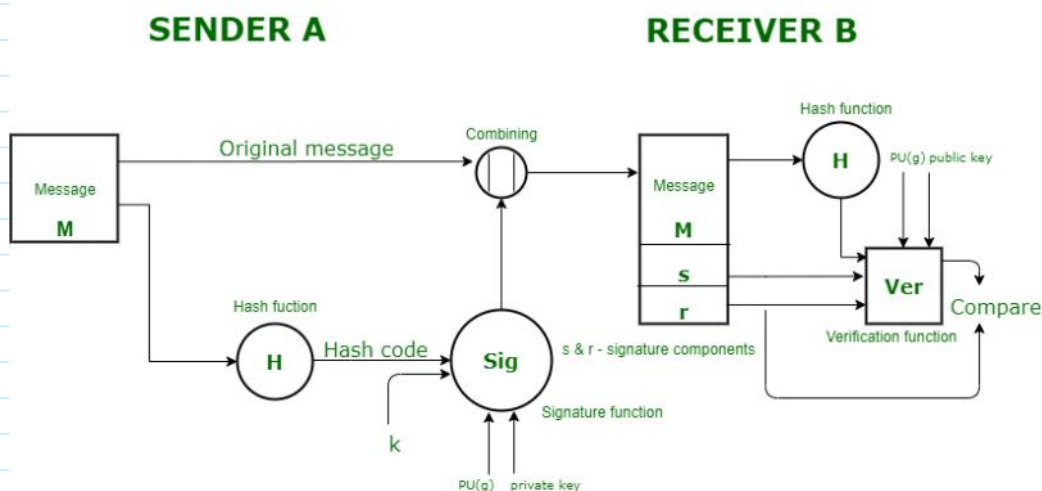 SENDER A
RECEIVER B
Message
M
Original message
Combining
Hash fuction
H
Hash code
k
Sig
s & r - signature components
Signature function
PU(g) private key
Message
M
s
r
Hash function
H
PU(g) public key
Ver
Verification function
Compare